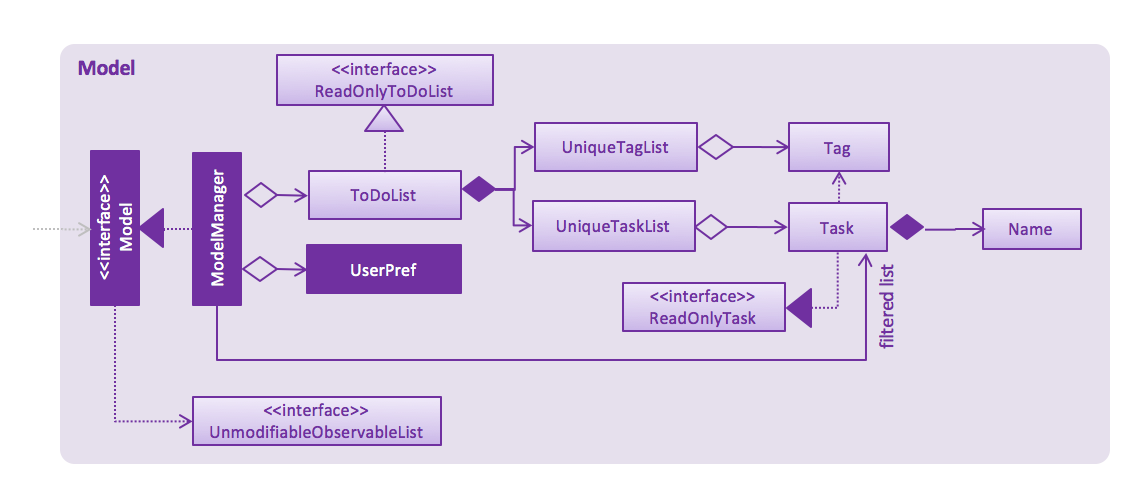 Model
<<interface>>
ReadOnlyToDoList
<<interface>>
Model
ModelManager
ToDoList
UserPref
UniqueTagList
UniqueTaskList
Tag
Task
Name
<<interface>>
ReadOnlyTask
filtered list
<<interface>>
UnmodifiableObservableList